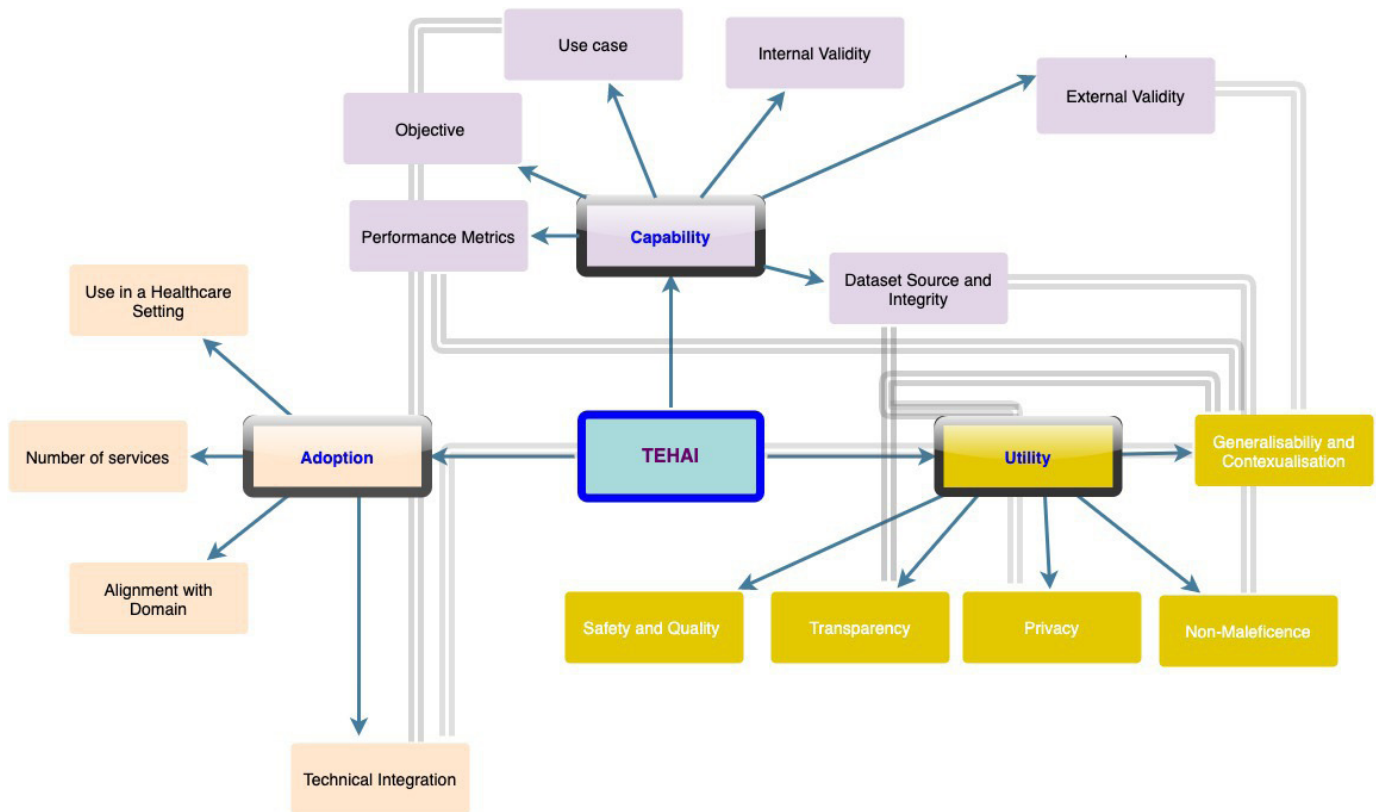 Use case
Internal Validity
External Validity
Objective
Performance Metrics
Capability
Dataset Source and
Integrity
Use in a Healthcare
Setting
Number of services
Adoption
TEHAI
Utility
Generalisabiliy and
Contexualisation
Alignment with
Domain
Safety and Quality
Transparency
Privacy
Non-Maleficence
Technical Integration